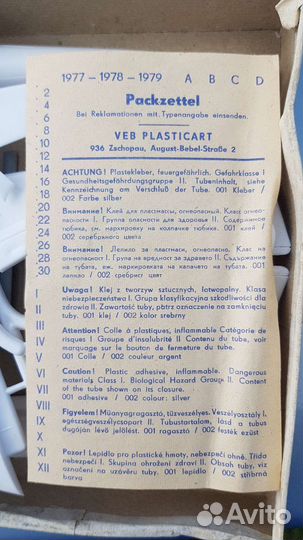 1977 — 1978 — 1979 A B C D
Packzettel
Bei Reklamationen mit Typenangabe einsenden.
VEB PLASTICART
936 Zschopau, August-Bebel-Straße 2
2
4
6
8
10
12
14
16
18
20
22
24
26
28
30
I
II
III
IV
V
VI
VII
VIII
IX
X
XI
XII
ACHTUNG! Plastekleber, feuergefährlich. Gefahrklasse I
Gesundheitsgefährdungsgruppe II. Tubeninhalt, siehe
Kennzeichnung am Verschluß der Tube. 001 Kleber /
002 Farbe silber
Внимание! Клей для пластмассы, огнеопасный. Класс огне-
опасности I. Группа опасности для здоровья II. Содержание
тюбика, см. маркировку на колпачке тюбика. 001 клей /
002 серебряного цвета
Внимание! Лепило за пластмаси, огнеопасно. Клас на
огнеопасност I. Група на вредност за здравето II. Съдържание
на тубата, вж. маркировката на капачето на тубата. 001
лепило / 002 сребрист цвят
Uwaga! Klej z tworzyw sztucznych, łatwopalny. Klasa
niebezpieczeństwa I. Grupa klasyfikacyjna szkodliwości dla
zdrowia II. Zawartość tuby, patrz oznaczenie na zamknięciu
tuby. 001 klej / 002 kolor srebrny
Attention! Colle à plastiques, inflammable Catégorie de
risques I Groupe d'insalubrité II Contenu du tube, voir
marquage sur le bouton de fermeture du tube.
001 Colle / 002 couleur argent
Caution! Plastic adhesive, inflammable. Dangerous
materials Class I. Biological Hazard Group II. Content
of the tube shown on its closure.
001 adhesive / 002 colour: silver
Figyelem! Műanyagragasztó, tűzveszélyes. Veszélyosztály I.
egészségveszélycsoport II. Tubustartalom, lásd a tubus
dugóján lévő jelölést. 001 ragasztó / 002 festék ezüst
Pozor! Lepidlo pro plastické hmoty, nebezpečí ohně. Třída
nebezpečí I. Skupina ohrožení zdraví II. Obsah tuby, viz
označení na uzávěru tuby. 001 lepidlo / 002 stříbrná
barva
Avito